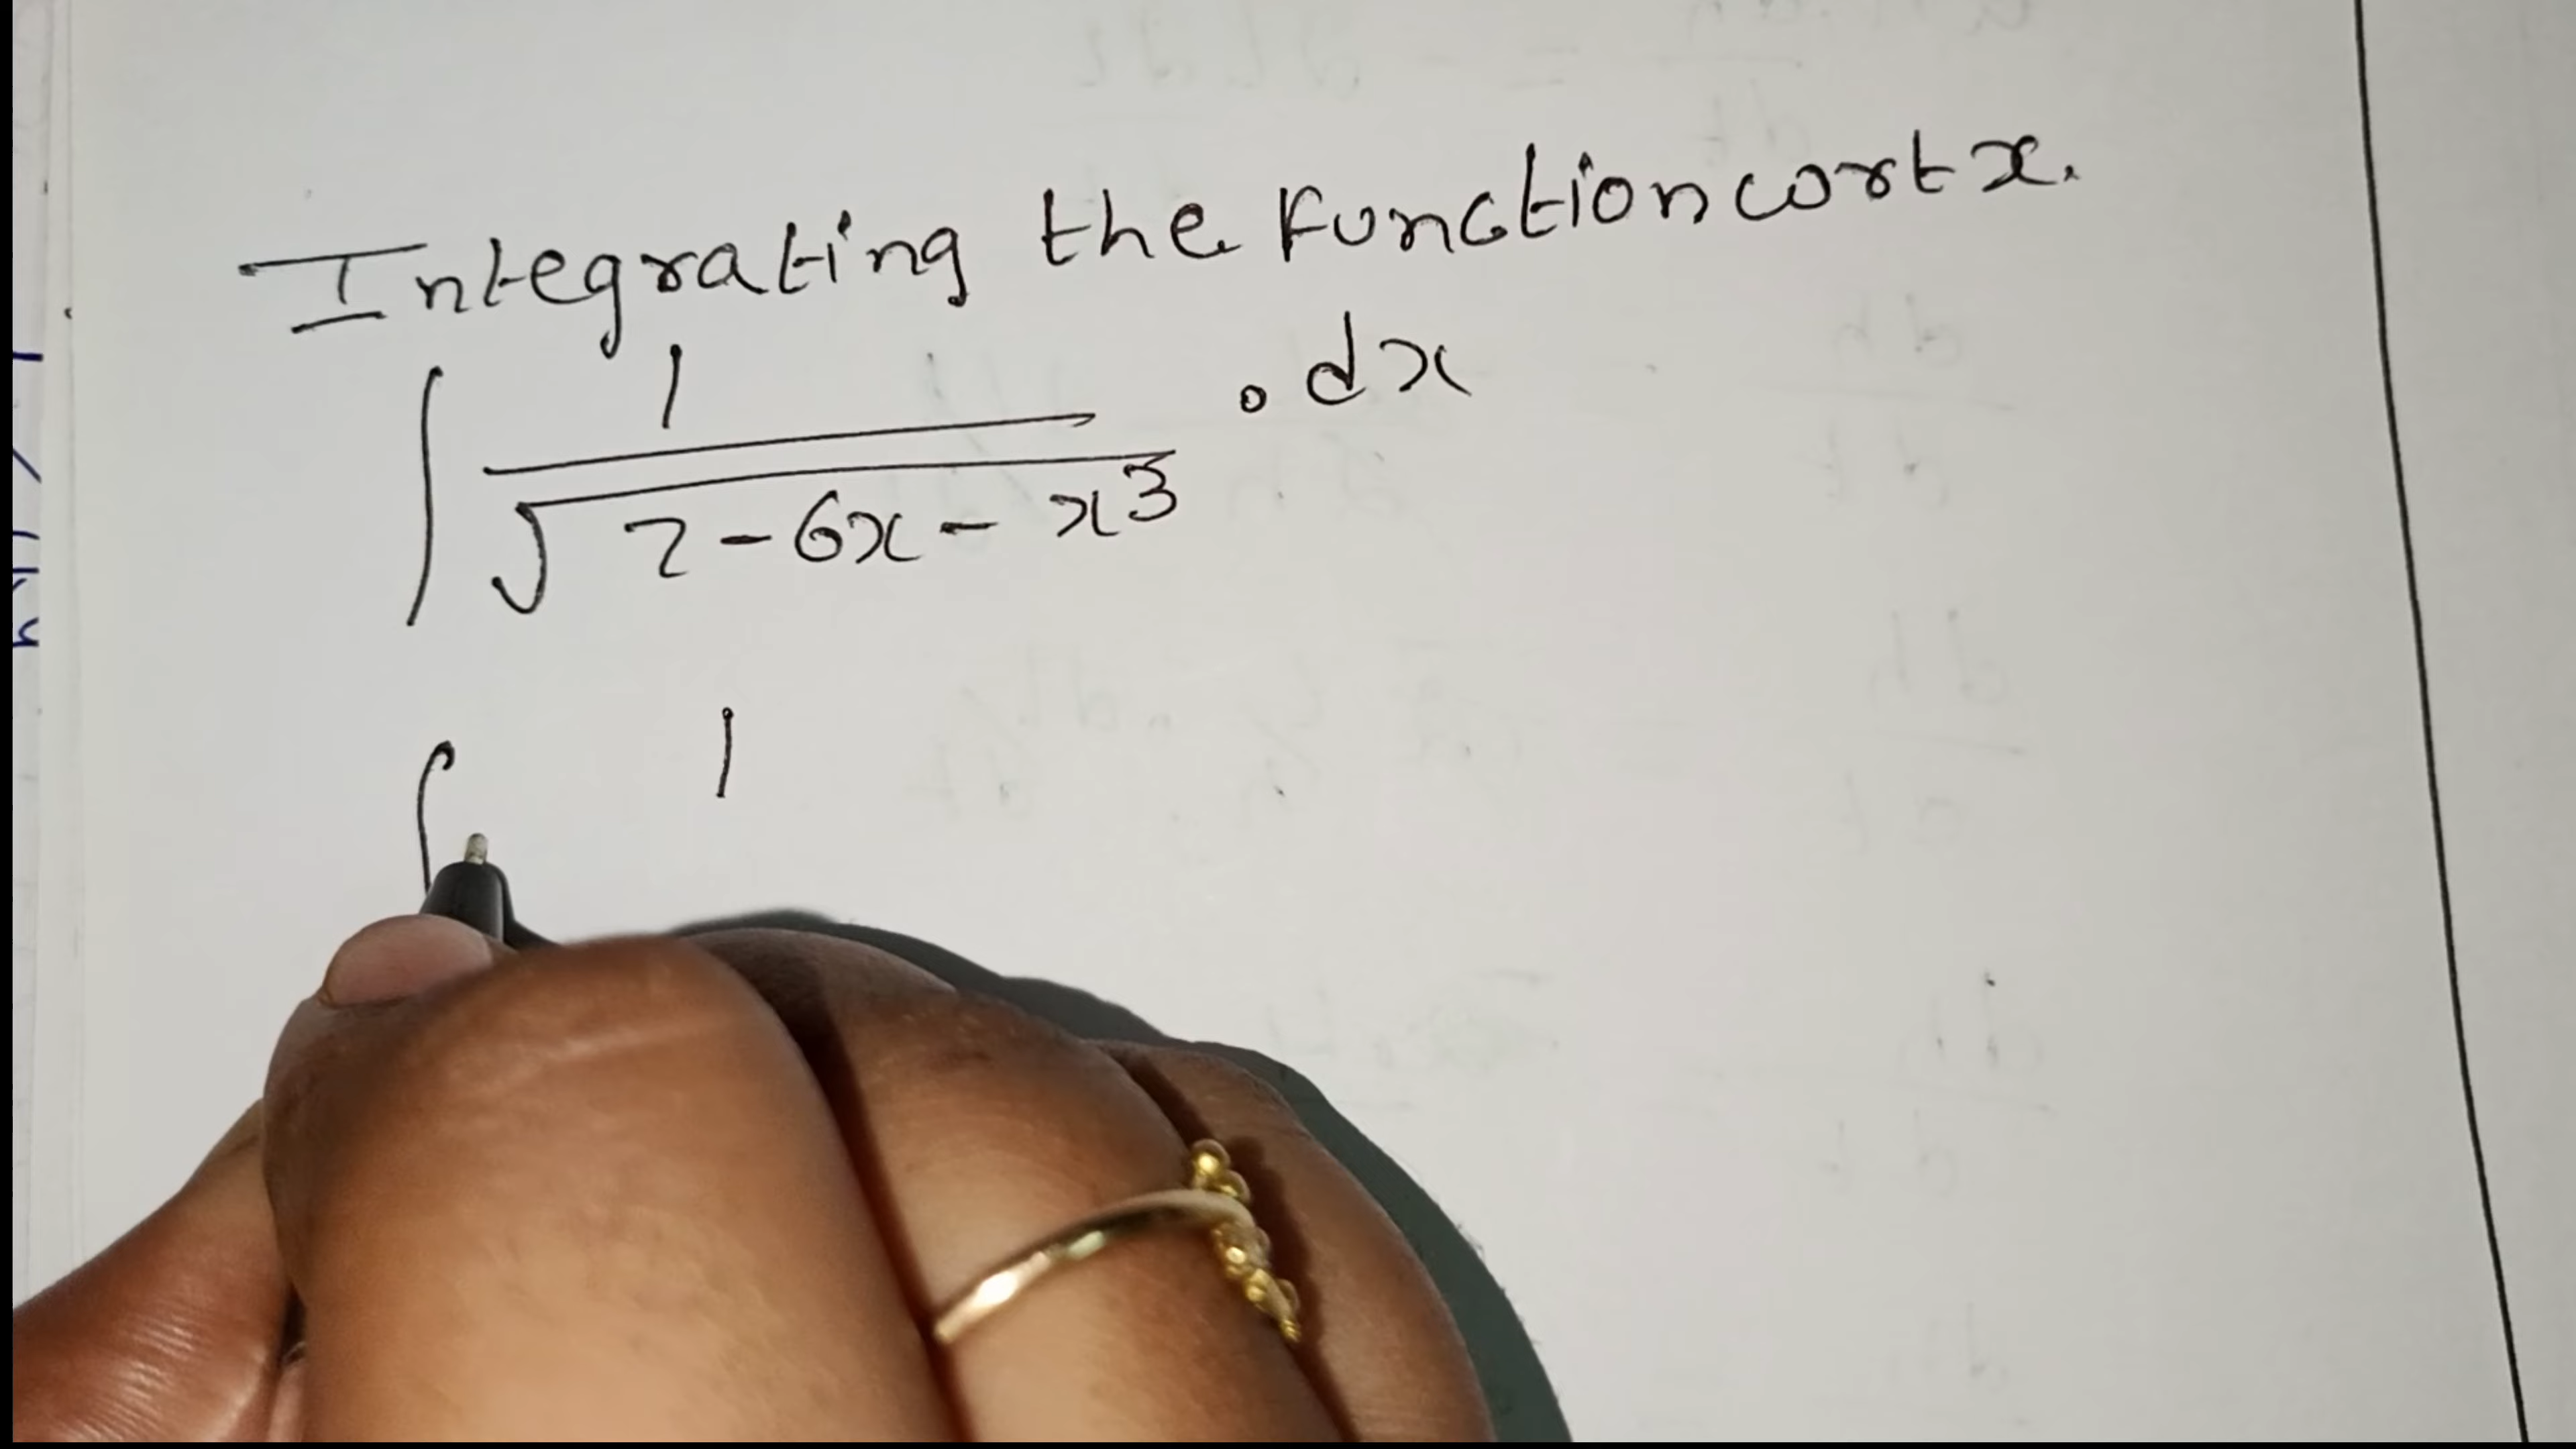 Integrating the function wrt x.
∫ 1/√(7-6x-x³) . dx
∫ 1